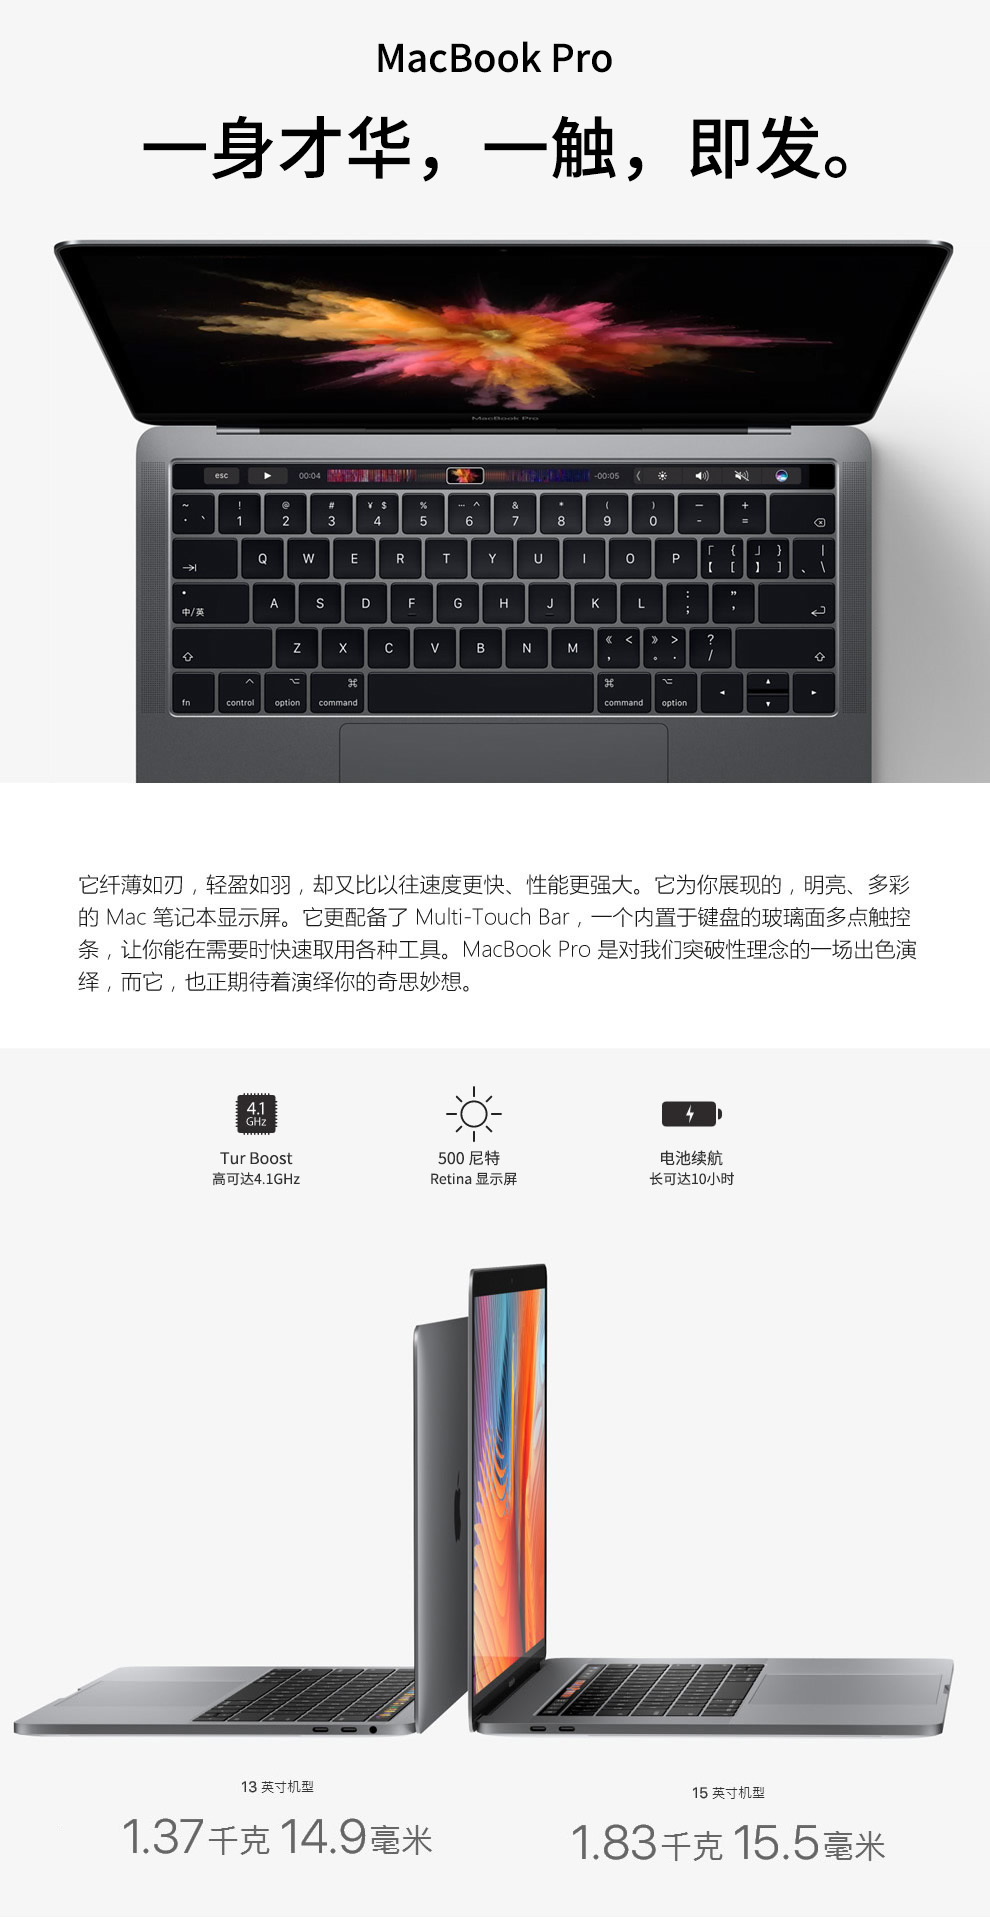 MacBook Pro
一身才华，一触，即发。
MacBook Pro
esc 00:04 -00:05
~ · ` ! 1 @ 2 # 3 ¥ $ 4 % 5 … ^ 6 & 7 * 8 ( 9 ) 0 — - + =
Q W E R T Y U I O P 「 { 【 [ 」 } 】 ] | 、 \
中/英 A S D F G H J K L : ; " '
Z X C V B N M 《 < ， 》 > 。 . ? /
fn control option command command option
它纤薄如刃，轻盈如羽，却又比以往速度更快、性能更强大。它为你展现的，明亮、多彩
的 Mac 笔记本显示屏。它更配备了 Multi-Touch Bar，一个内置于键盘的玻璃面多点触控
条，让你能在需要时快速取用各种工具。MacBook Pro 是对我们突破性理念的一场出色演
绎，而它，也正期待着演绎你的奇思妙想。
4.1
GHz
Tur Boost
高可达4.1GHz
500 尼特
Retina 显示屏
电池续航
长可达10小时
13 英寸机型
1.37千克 14.9毫米
15 英寸机型
1.83千克 15.5毫米